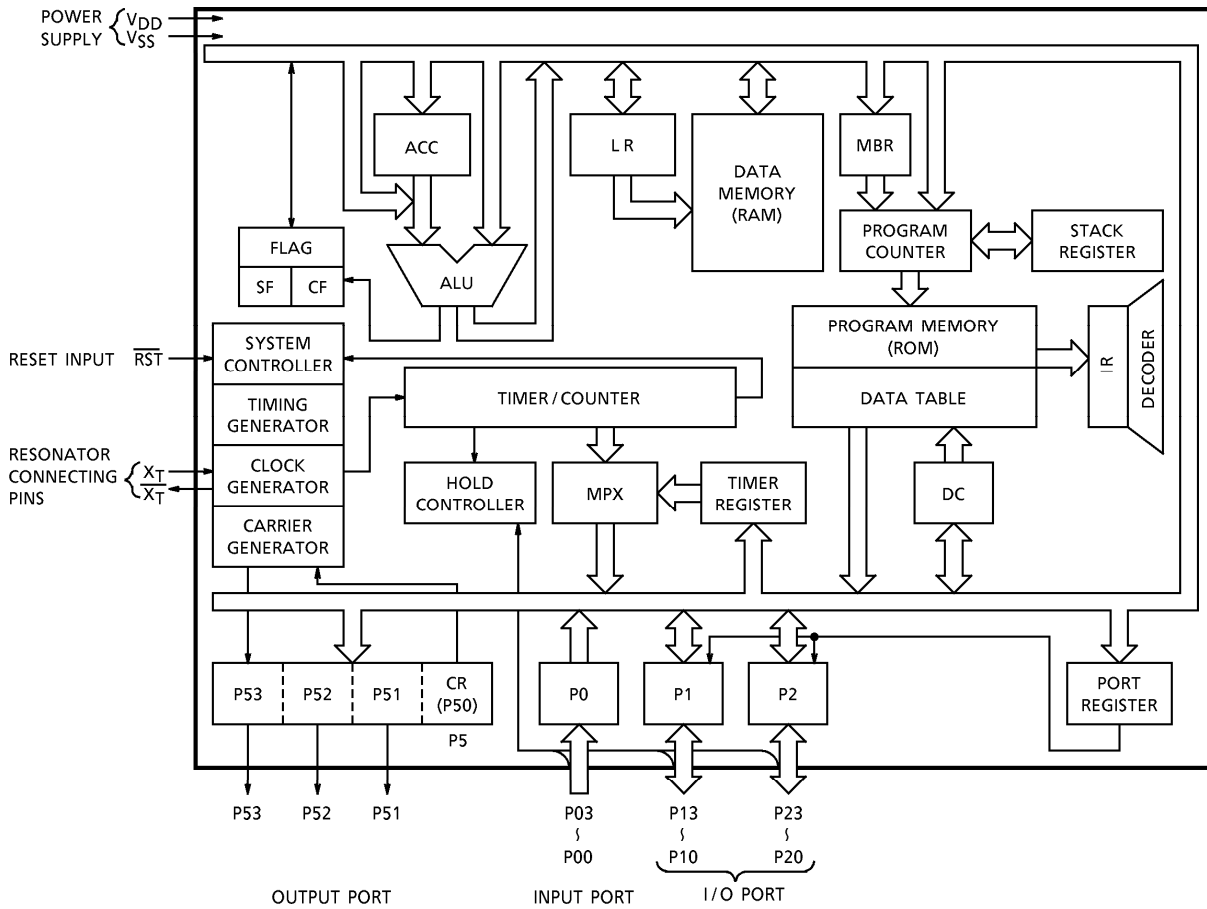 POWER SUPPLY
VDD
VSS
ACC
LR
DATA MEMORY (RAM)
MBR
FLAG
SF
CF
ALU
PROGRAM COUNTER
STACK REGISTER
RESET INPUT
RST
SYSTEM CONTROLLER
TIMING GENERATOR
CLOCK GENERATOR
CARRIER GENERATOR
TIMER/COUNTER
PROGRAM MEMORY (ROM)
DATA TABLE
IR
DECODER
RESONATOR CONNECTING PINS
XT
XT
HOLD CONTROLLER
MPX
TIMER REGISTER
DC
P53
P52
P51
CR (P50)
P5
P0
P1
P2
PORT REGISTER
P53
P52
P51
P03
~
P00
P13
~
P10
P23
~
P20
OUTPUT PORT
INPUT PORT
I/O PORT